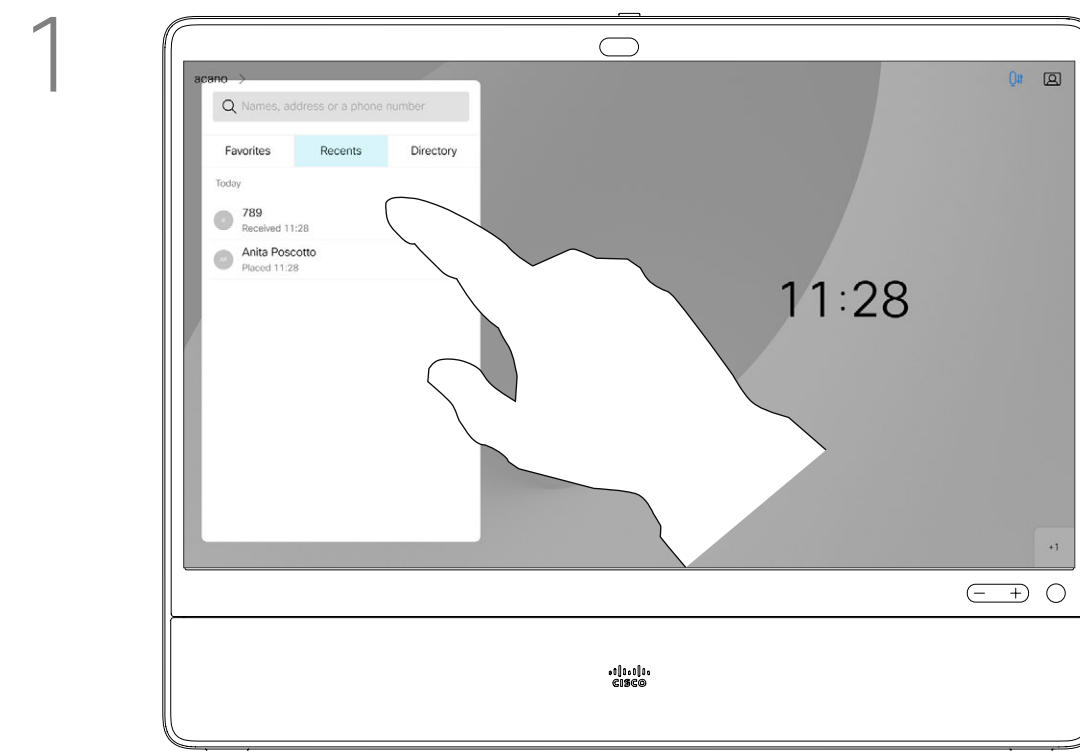 1
acano
Names, address or a phone number
Favorites Recents Directory
Today
789
Received 11:28
Anita Poscotto
Placed 11:28
11:28
+1
CISCO